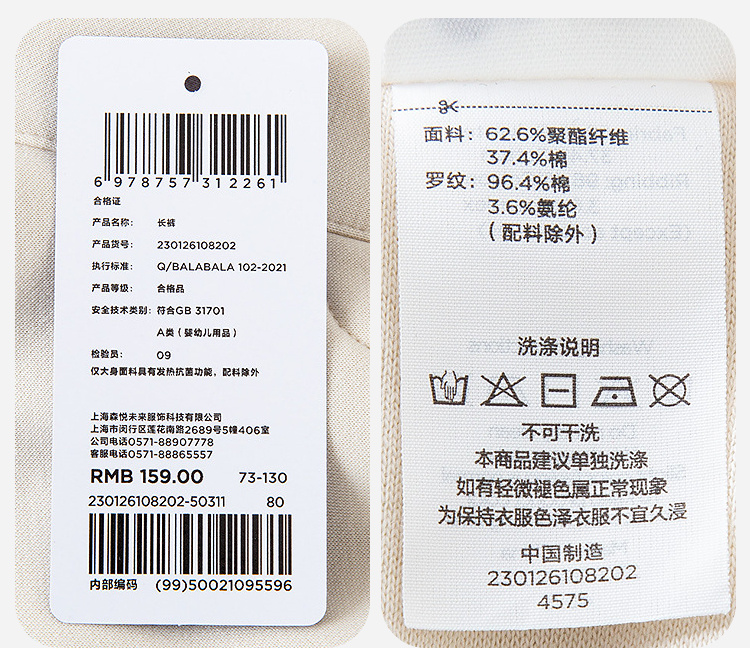 6 978757 312261
合格证
产品名称: 长裤
产品货号: 230126108202
执行标准: Q/BALABALA 102-2021
产品等级: 合格品
安全技术类别: 符合GB 31701
A类(婴幼儿用品)
检验员: 09
仅大身面料具有发热抗菌功能，配料除外
上海森悦未来服饰科技有限公司
上海市闵行区莲花南路2689号5幢406室
公司电话0571-88907778
客服电话0571-88865557
RMB 159.00 73-130
230126108202-50311 80
内部编码 (99)50021095596
面料: 62.6%聚酯纤维
37.4%棉
罗纹: 96.4%棉
3.6%氨纶
(配料除外)
洗涤说明
不可干洗
本商品建议单独洗涤
如有轻微褪色属正常现象
为保持衣服色泽衣服不宜久浸
中国制造
230126108202
4575